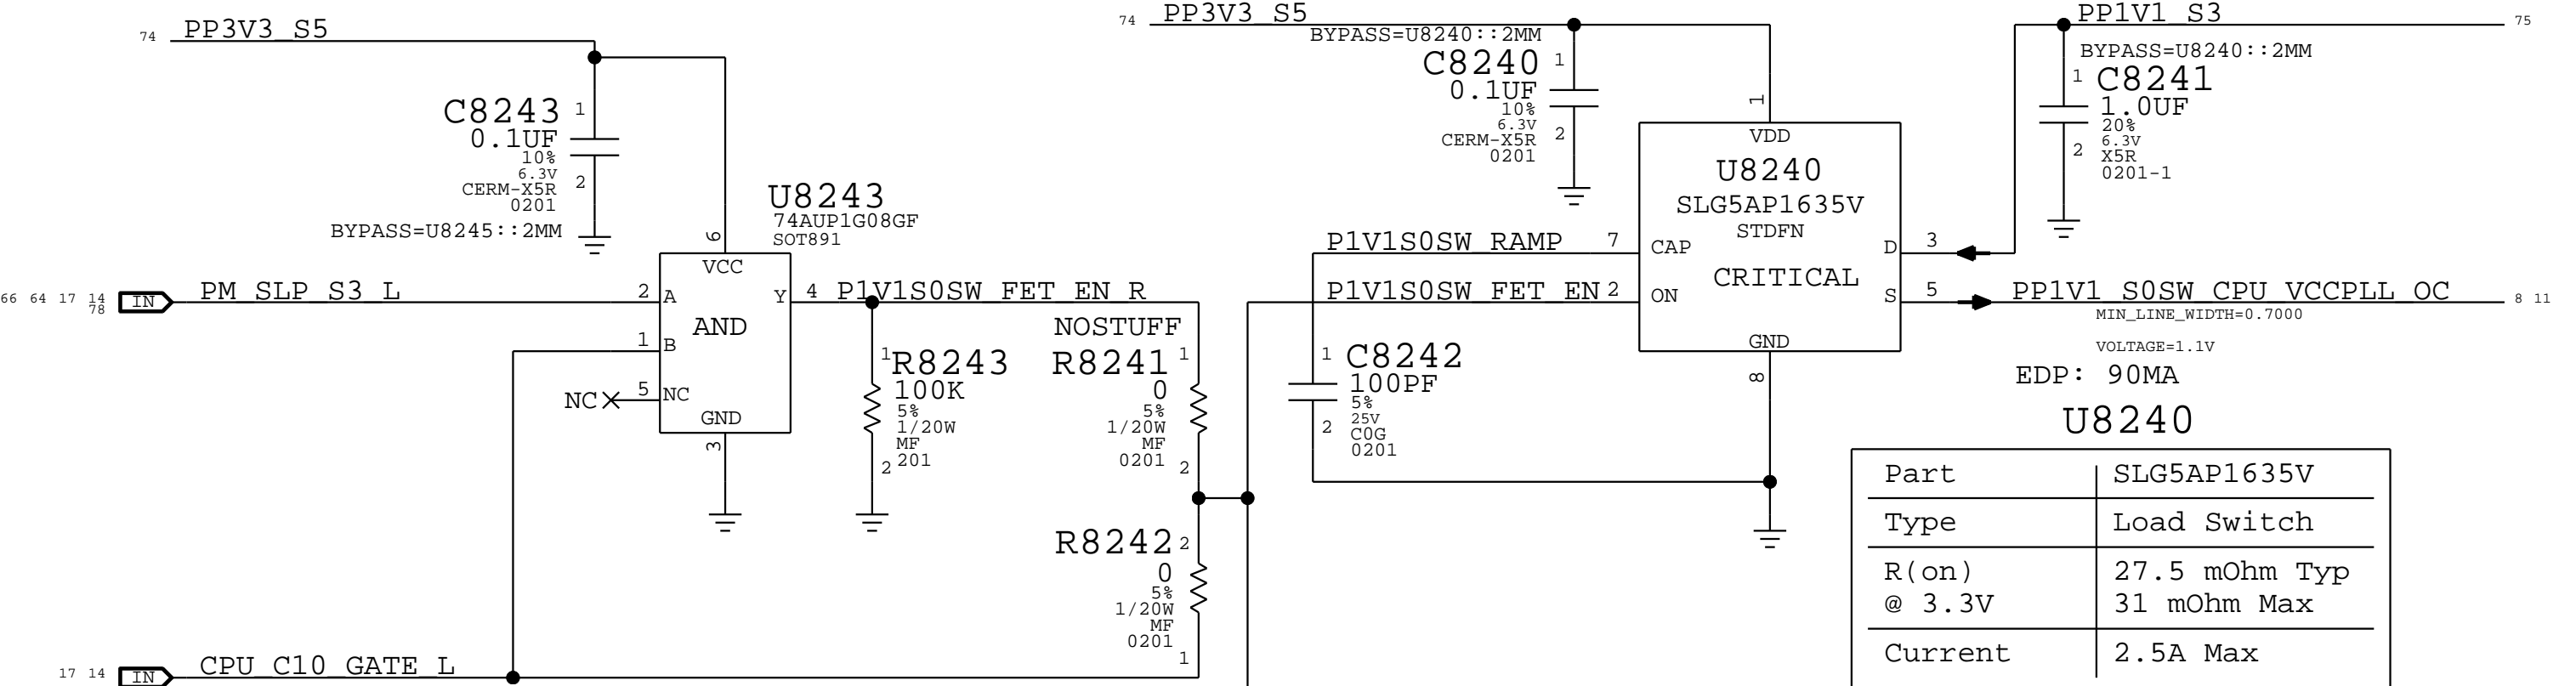 74 PP3V3_S5
C8243 1
0.1UF
10%
6.3V
CERM-X5R 2
0201
BYPASS=U8245::2MM
U8243
74AUP1G08GF
SOT891
6
VCC
66 64 17 14
78
IN PM_SLP_S3_L 2 A
Y 4 P1V1S0SW_FET_EN_R
AND
1 B
NC 5 NC
GND
3
1 R8243
100K
5%
1/20W
MF
2 201
NOSTUFF
R8241 1
0
5%
1/20W
MF
0201 2
R8242 2
0
5%
1/20W
MF
0201
1
17 14 IN CPU_C10_GATE_L
74 PP3V3_S5
BYPASS=U8240::2MM
C8240 1
0.1UF
10%
6.3V
CERM-X5R 2
0201
1
VDD
U8240
SLG5AP1635V
STDFN
P1V1S0SW_RAMP 7 CAP
CRITICAL
P1V1S0SW_FET_EN 2 ON
D 3
S 5
GND
8
1 C8242
100PF
5%
25V
2 C0G
0201
PP1V1_S3 75
BYPASS=U8240::2MM
1 C8241
1.0UF
20%
6.3V
2 X5R
0201-1
PP1V1_S0SW_CPU_VCCPLL_OC 8 11
MIN_LINE_WIDTH=0.7000
VOLTAGE=1.1V
EDP: 90MA
U8240
Part SLG5AP1635V
Type Load Switch
R(on) 27.5 mOhm Typ
@ 3.3V 31 mOhm Max
Current 2.5A Max